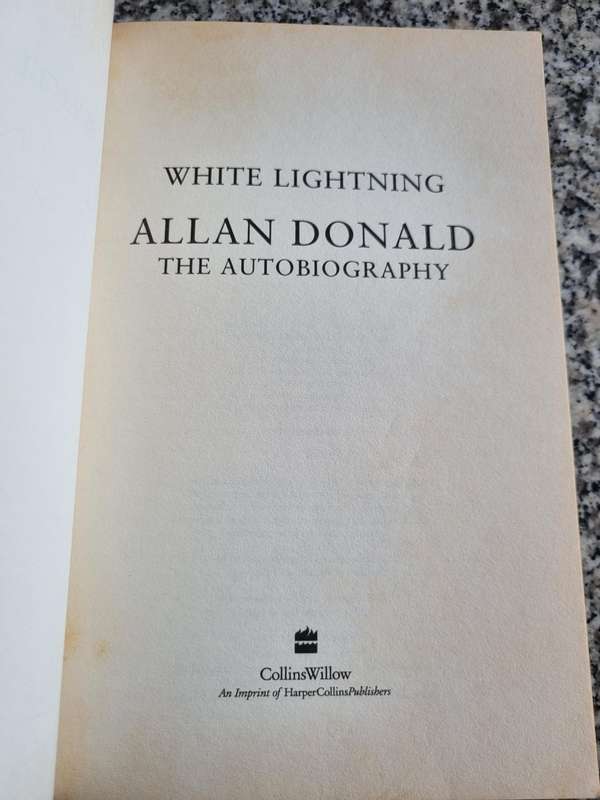 WHITE LIGHTNING
ALLAN DONALD
THE AUTOBIOGRAPHY
CollinsWillow
An Imprint of HarperCollinsPublishers